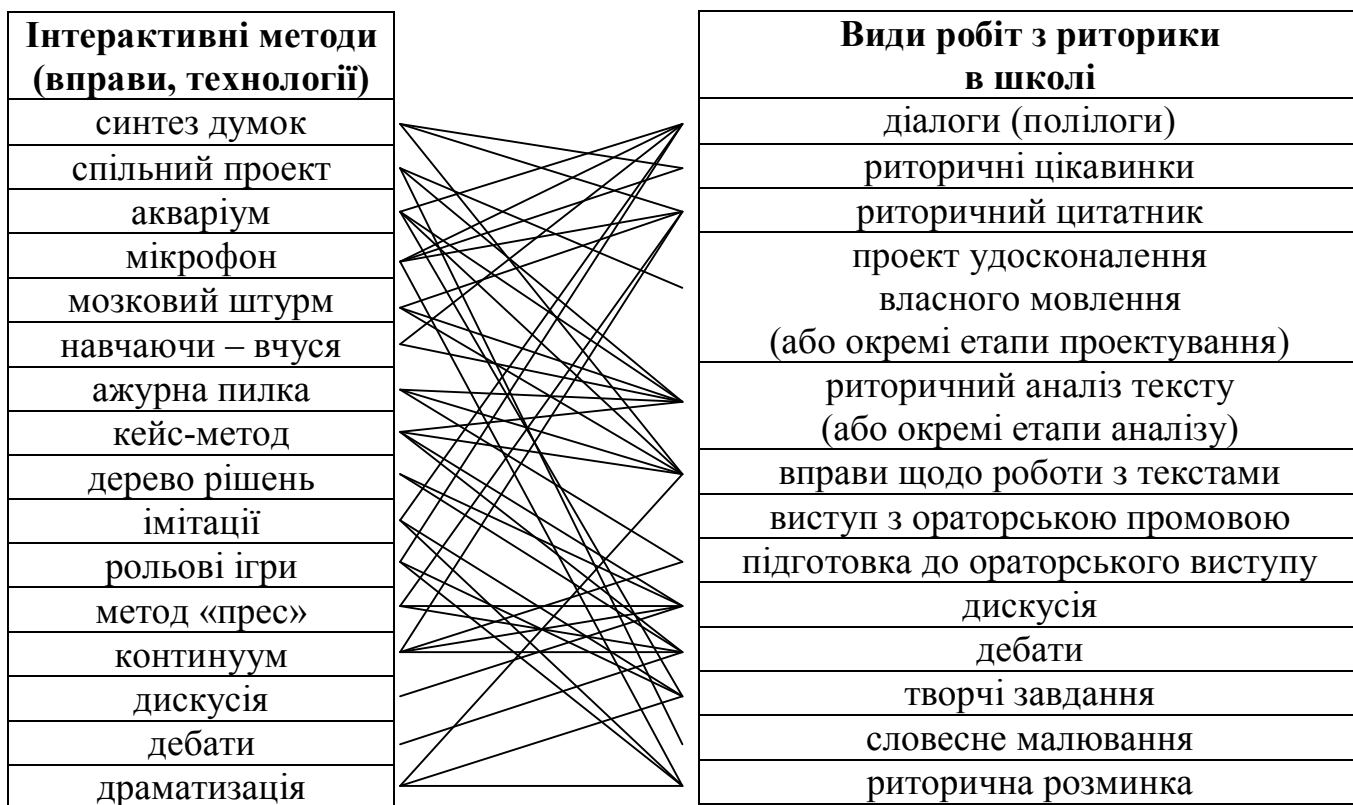 Інтерактивні методи
(вправи, технології)
синтез думок
спільний проект
акваріум
мікрофон
мозковий штурм
навчаючи – вчуся
ажурна пилка
кейс-метод
дерево рішень
імітації
рольові ігри
метод «прес»
континуум
дискусія
дебати
драматизація
Види робіт з риторики
в школі
діалоги (полілоги)
риторичні цікавинки
риторичний цитатник
проект удосконалення
власного мовлення
(або окремі етапи проектування)
риторичний аналіз тексту
(або окремі етапи аналізу)
вправи щодо роботи з текстами
виступ з ораторською промовою
підготовка до ораторського виступу
дискусія
дебати
творчі завдання
словесне малювання
риторична розминка